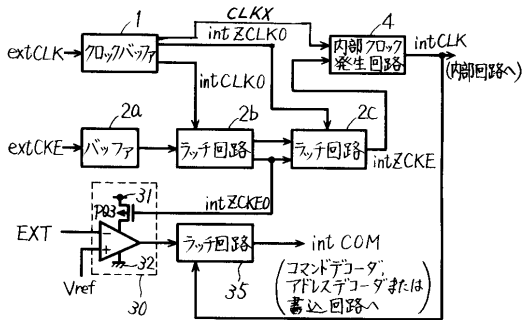 1
CLKX
4
intZCLK0
extCLK
クロックバッファ
内部クロック
発生回路
intCLK
(内部回路へ)
intCLK0
2a
2b
2c
extCKE
バッファ
ラッチ回路
ラッチ回路
intZCKE
31
PQ3
intZCKE0
EXT
+
ラッチ回路
int COM
32
Vref
30
35
(コマンドデコーダ,
アドレスデコーダまたは
書込回路へ)